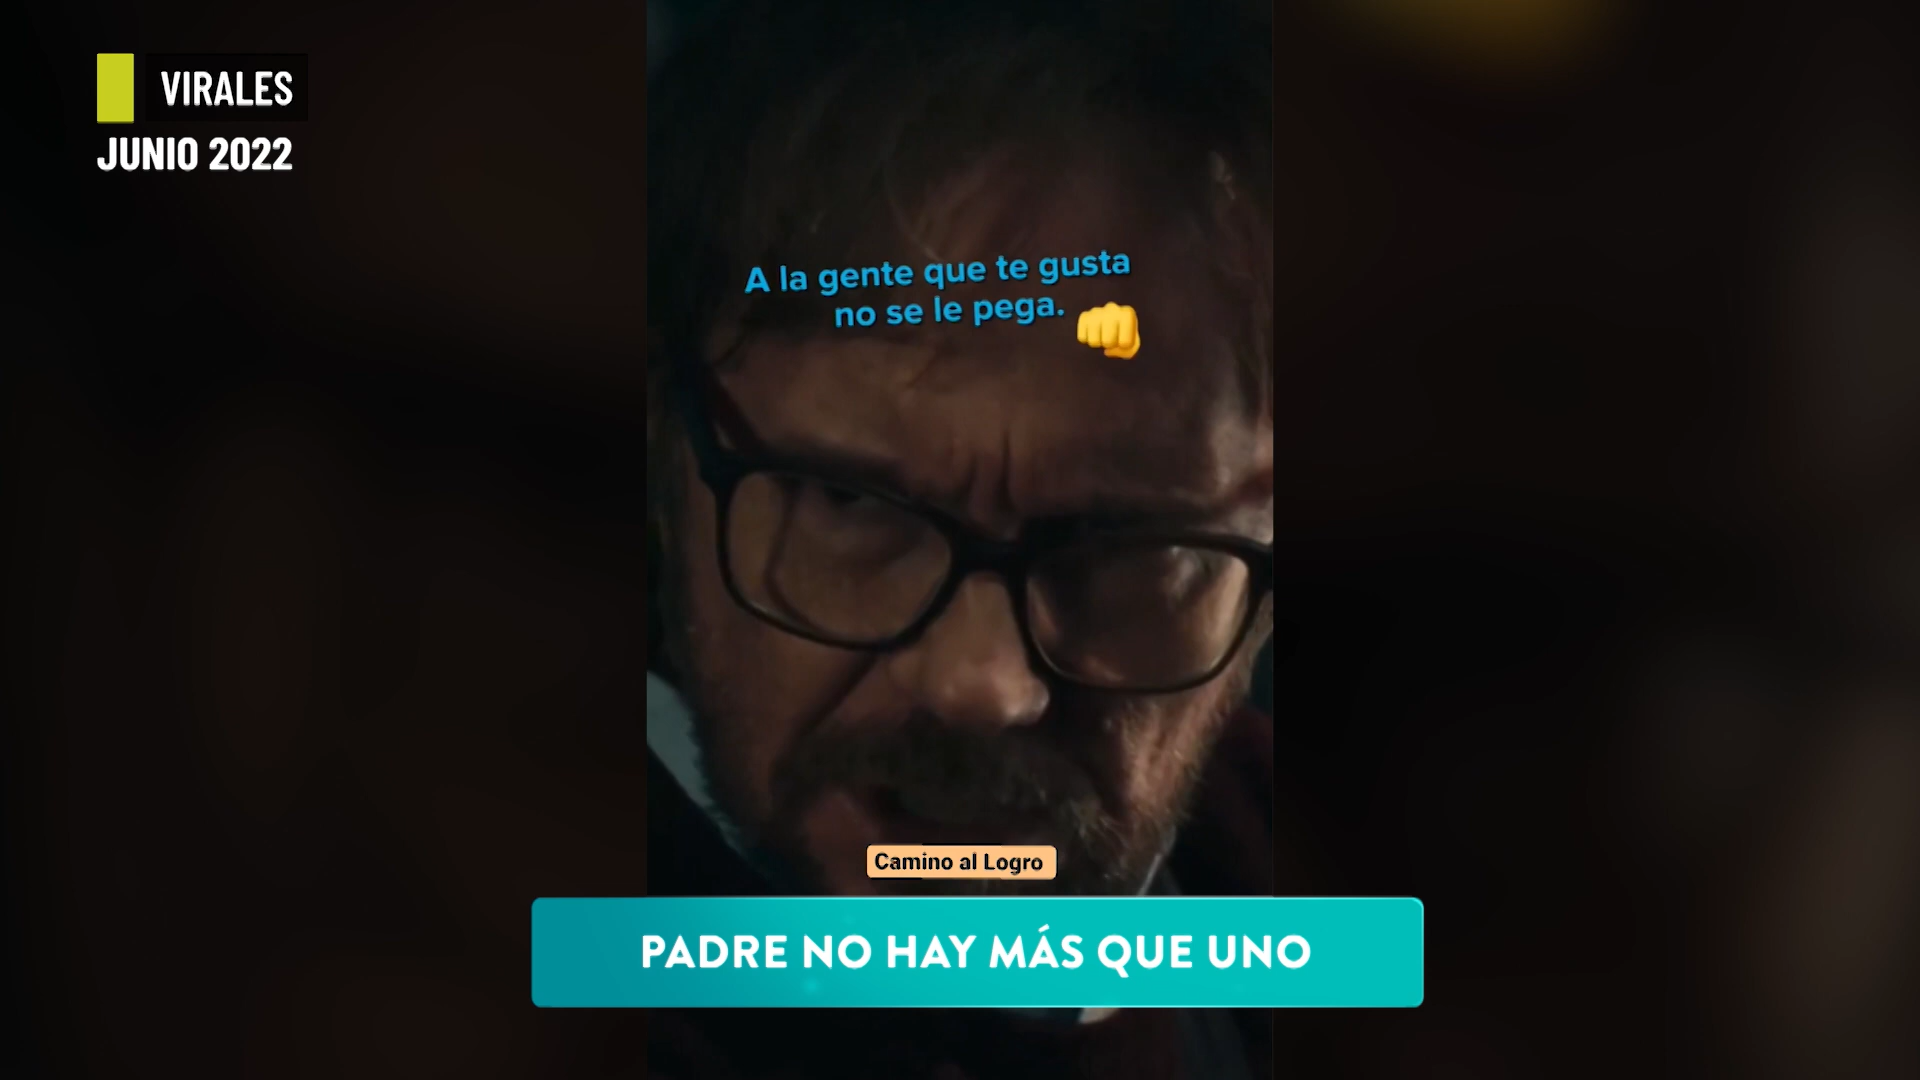 VIRALES
JUNIO 2022
A la gente que te gusta
no se le pega.
Camino al Logro
PADRE NO HAY MÁS QUE UNO